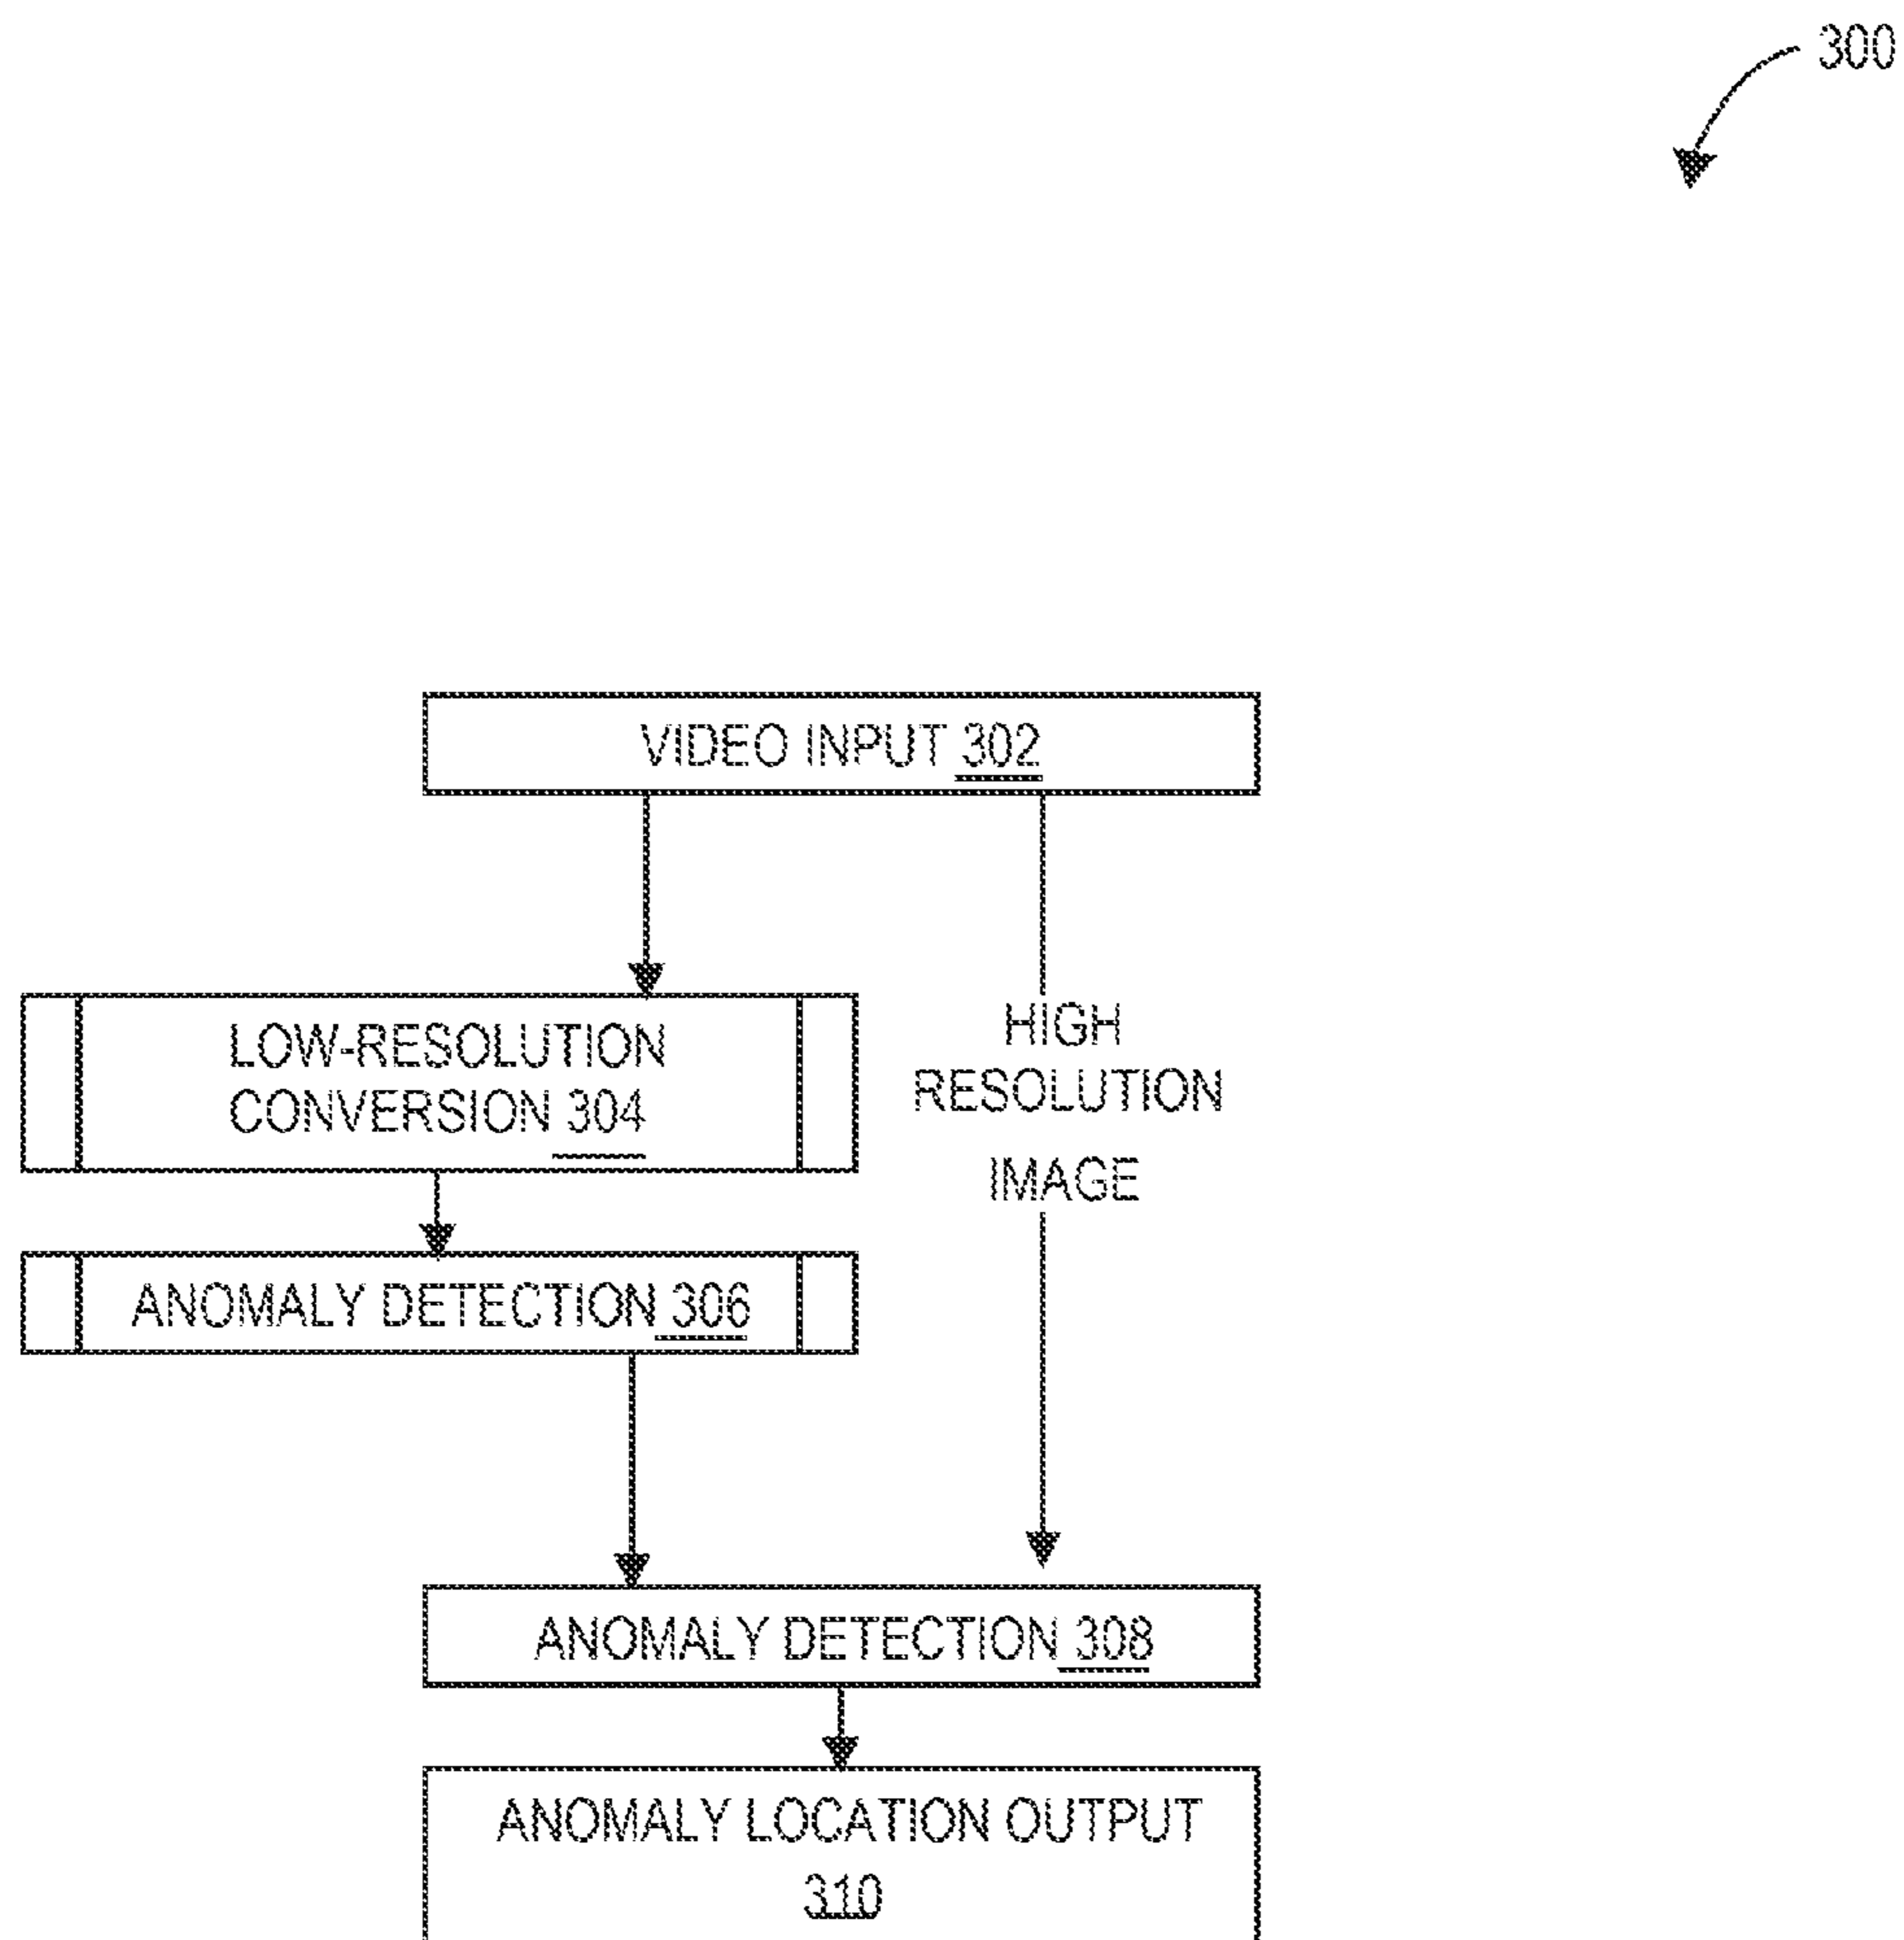 300
VIDEO INPUT 302
LOW-RESOLUTION
CONVERSION 304
HIGH
RESOLUTION
IMAGE
ANOMALY DETECTION 306
ANOMALY DETECTION 308
ANOMALY LOCATION OUTPUT
310